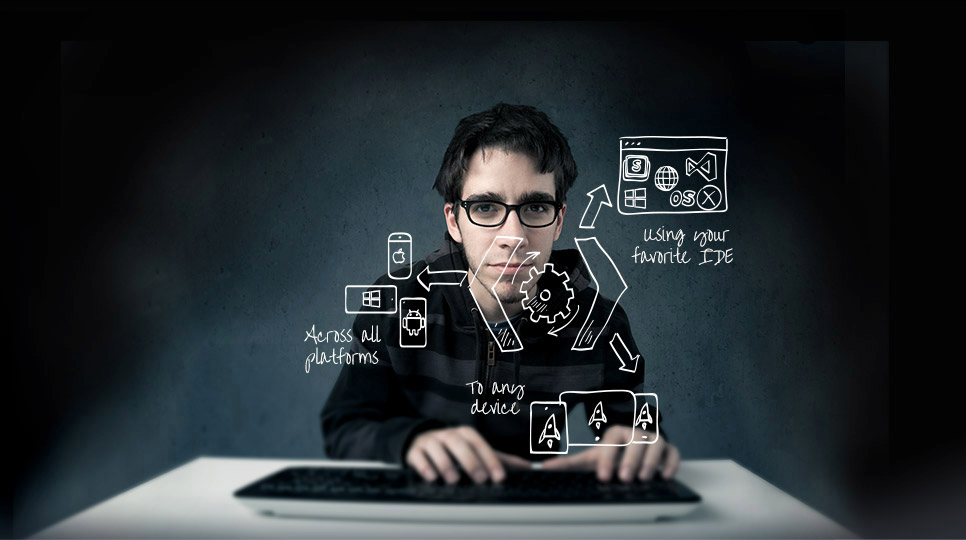 S
OS X
using your
favorite IDE
Across all
platforms
To any
device